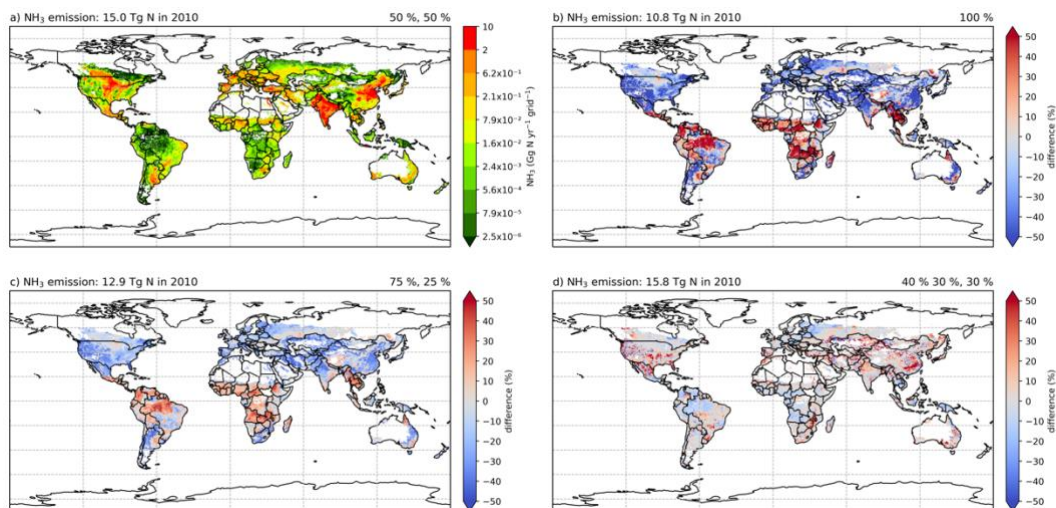 a) NH₃ emission: 15.0 Tg N in 2010 50 %, 50 %
10
2
6.2x10⁻¹
2.1x10⁻¹
7.9x10⁻²
1.6x10⁻²
2.4x10⁻³
5.6x10⁻⁴
7.9x10⁻⁵
2.5x10⁻⁶
NH₃ (Gg N yr⁻¹ grid⁻¹)
b) NH₃ emission: 10.8 Tg N in 2010 100 %
50
40
30
20
10
0
−10
−20
−30
−40
−50
difference (%)
c) NH₃ emission: 12.9 Tg N in 2010 75 %, 25 %
50
40
30
20
10
0
−10
−20
−30
−40
−50
difference (%)
d) NH₃ emission: 15.8 Tg N in 2010 40 % 30 %, 30 %
50
40
30
20
10
0
−10
−20
−30
−40
−50
difference (%)